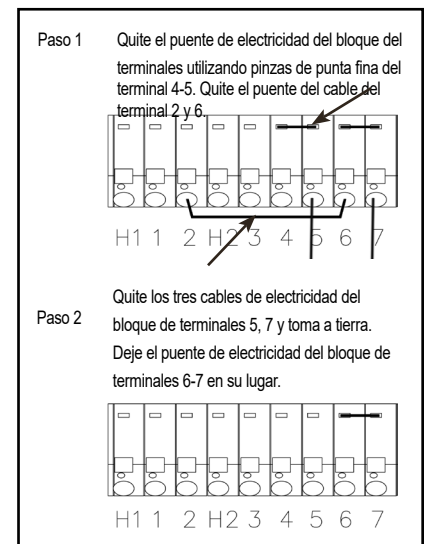 Paso 1
Quite el puente de electricidad del bloque del
terminales utilizando pinzas de punta fina del
terminal 4-5. Quite el puente del cable del
terminal 2 y 6.
H1 1 2 H2 3 4 5 6 7
Paso 2
Quite los tres cables de electricidad del
bloque de terminales 5, 7 y toma a tierra.
Deje el puente de electricidad del bloque de
terminales 6-7 en su lugar.
H1 1 2 H2 3 4 5 6 7